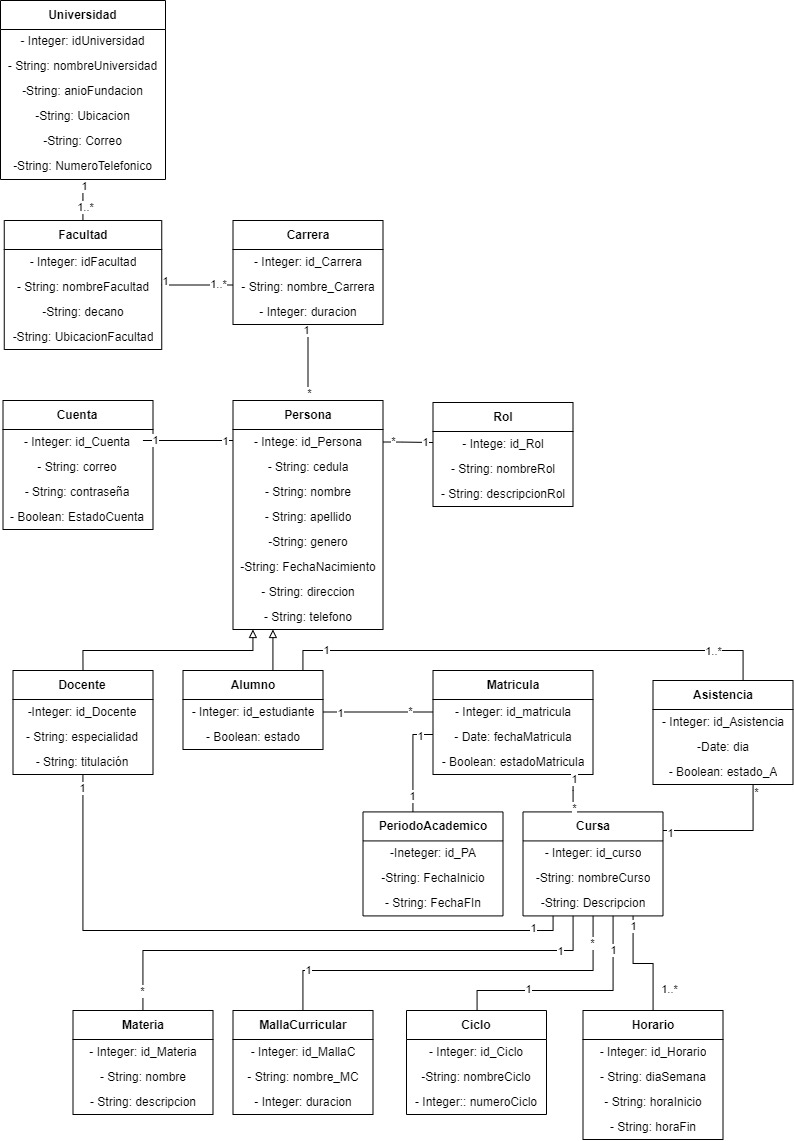 Universidad
- Integer: idUniversidad
- String: nombreUniversidad
-String: anioFundacion
-String: Ubicacion
-String: Correo
-String: NumeroTelefonico
1
1..*
Facultad
- Integer: idFacultad
- String: nombreFacultad
-String: decano
-String: UbicacionFacultad
1
1..*
Carrera
- Integer: id_Carrera
- String: nombre_Carrera
- Integer: duracion
1
*
Cuenta
- Integer: id_Cuenta
- String: correo
- String: contraseña
- Boolean: EstadoCuenta
1
1
Persona
- Intege: id_Persona
- String: cedula
- String: nombre
- String: apellido
-String: genero
-String: FechaNacimiento
- String: direccion
- String: telefono
*
1
Rol
- Intege: id_Rol
- String: nombreRol
- String: descripcionRol
1
1..*
Docente
-Integer: id_Docente
- String: especialidad
- String: titulación
1
Alumno
- Integer: id_estudiante
- Boolean: estado
1
*
Matricula
- Integer: id_matricula
- Date: fechaMatricula
- Boolean: estadoMatricula
1
1
1
*
Asistencia
- Integer: id_Asistencia
-Date: dia
- Boolean: estado_A
*
1
PeriodoAcademico
-Ineteger: id_PA
-String: FechaInicio
- String: FechaFIn
Cursa
- Integer: id_curso
-String: nombreCurso
-String: Descripcion
1
1
*
*
1
1
1
1
1..*
Materia
- Integer: id_Materia
- String: nombre
- String: descripcion
MallaCurricular
- Integer: id_MallaC
- String: nombre_MC
- Integer: duracion
Ciclo
- Integer: id_Ciclo
-String: nombreCiclo
- Integer:: numeroCiclo
Horario
- Integer: id_Horario
- String: diaSemana
- String: horaInicio
- String: horaFin